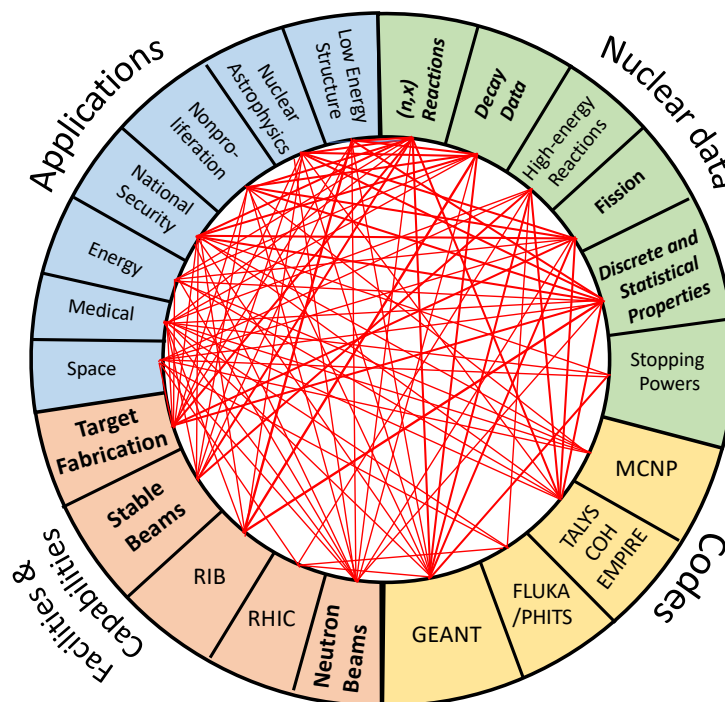 Applications
Low Energy
Structure
Nuclear
Astrophysics
Nonpro-
liferation
National
Security
Energy
Medical
Space
Nuclear data
(n,x)
Reactions
Decay
Data
High-energy
Reactions
Fission
Discrete and
Statistical
Properties
Stopping
Powers
Codes
MCNP
TALYS
COH
EMPIRE
FLUKA
/PHITS
GEANT
Facilities &
Capabilities
Target
Fabrication
Stable
Beams
RIB
RHIC
Neutron
Beams